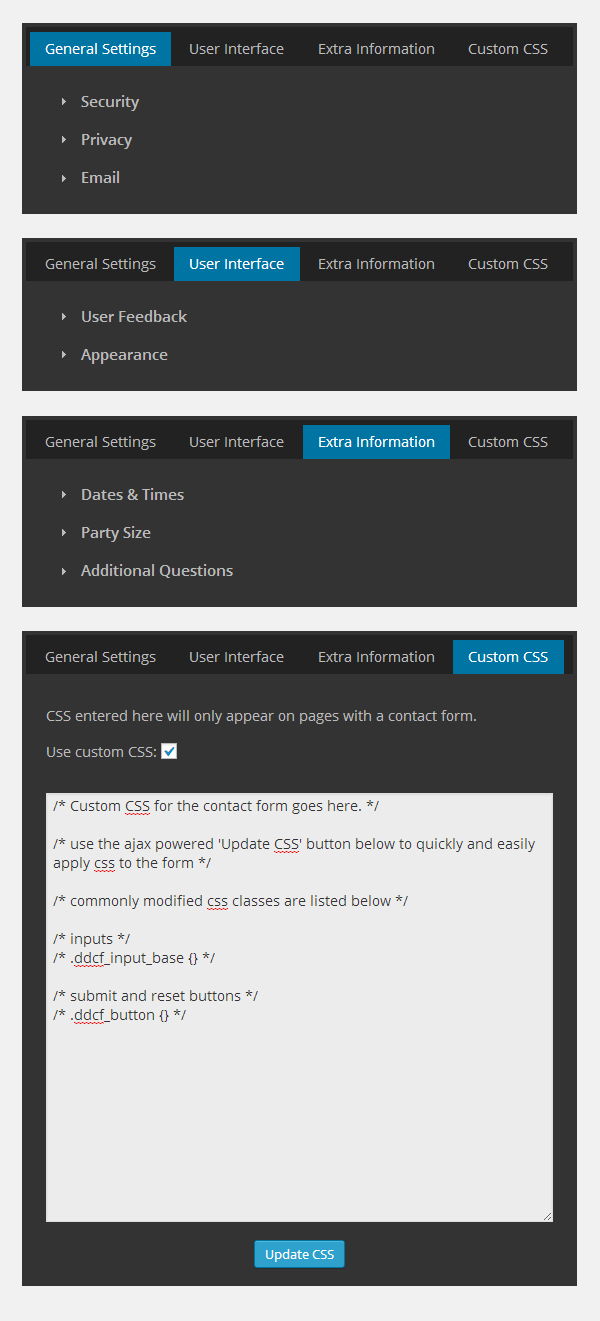 General Settings User Interface Extra Information Custom CSS
Security
Privacy
Email
General Settings User Interface Extra Information Custom CSS
User Feedback
Appearance
General Settings User Interface Extra Information Custom CSS
Dates & Times
Party Size
Additional Questions
General Settings User Interface Extra Information Custom CSS
CSS entered here will only appear on pages with a contact form.
Use custom CSS:
/* Custom CSS for the contact form goes here. */
/* use the ajax powered 'Update CSS' button below to quickly and easily
apply css to the form */
/* commonly modified css classes are listed below */
/* inputs */
/* .ddcf_input_base {} */
/* submit and reset buttons */
/* .ddcf_button {} */
Update CSS